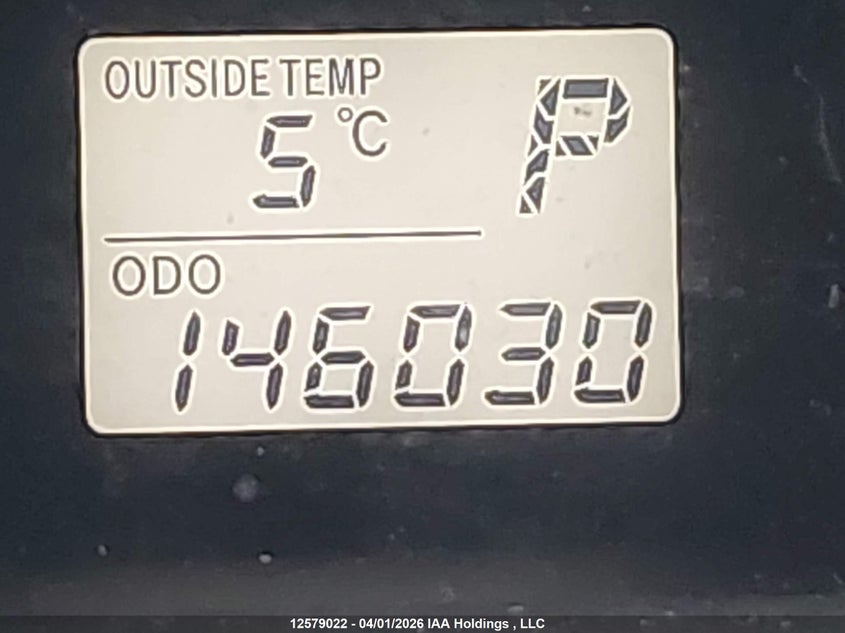 OUTSIDE TEMP
5 °C P
ODO
146030
12579022 - 04/01/2026 IAA Holdings , LLC